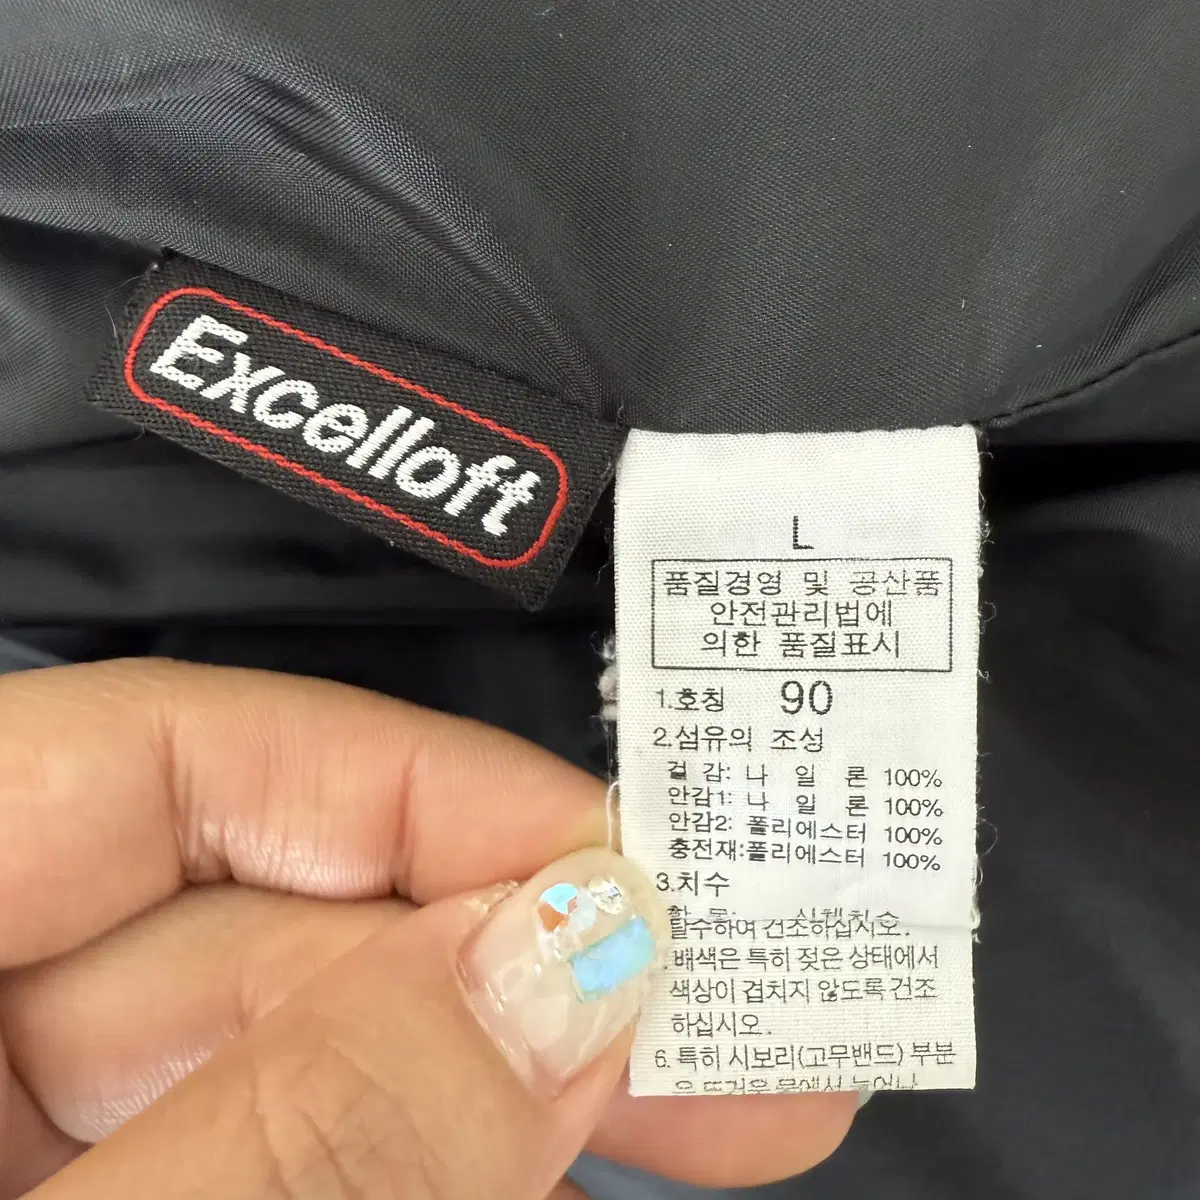 Excelloft
L
품질경영 및 공산품
안전관리법에
의한 품질표시
1.호칭 90
2.섬유의 조성
겉 감: 나 일 론 100%
안감1: 나 일 론 100%
안감2: 폴리에스터 100%
충전재:폴리에스터 100%
3.치수
탈수하여 건조하십시오.
.배색은 특히 젖은 상태에서
색상이 겹치지 않도록 건조
하십시오.
6.특히 시보리(고무밴드) 부분